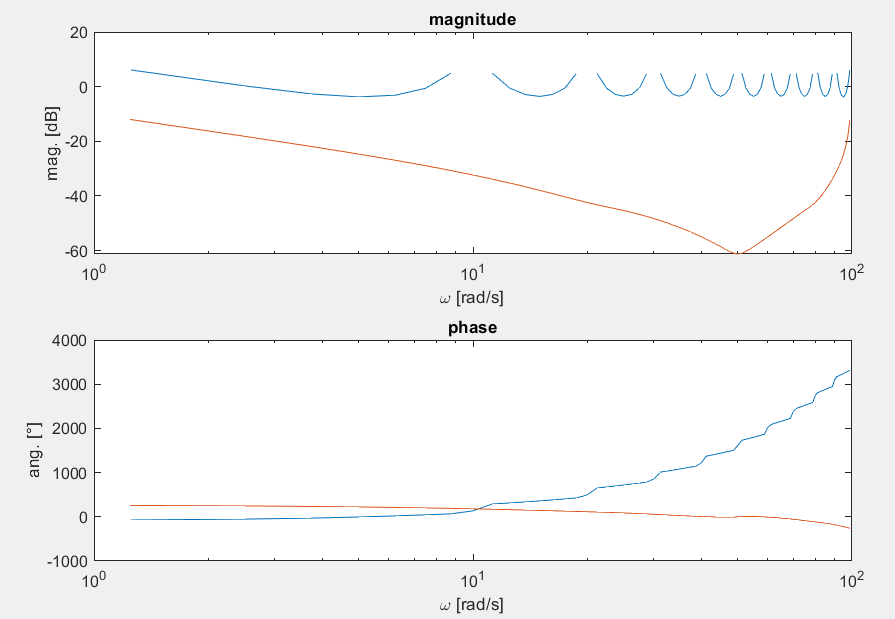 magnitude
20
0
-20
-40
-60
mag. [dB]
10^0
10^1
10^2
ω [rad/s]
phase
4000
3000
2000
1000
0
-1000
ang. [°]
10^0
10^1
10^2
ω [rad/s]